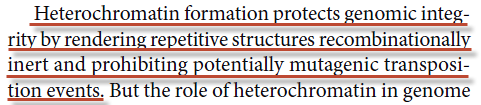 Heterochromatin formation protects genomic integ-
rity by rendering repetitive structures recombinationally
inert and prohibiting potentially mutagenic transposi-
tion events. But the role of heterochromatin in genome